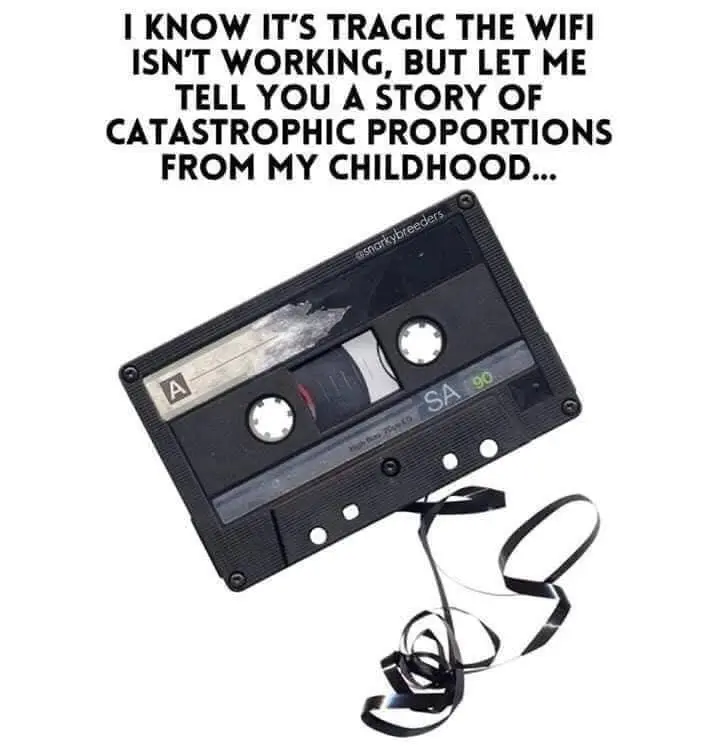 I KNOW IT'S TRAGIC THE WIFI
ISN'T WORKING, BUT LET ME
TELL YOU A STORY OF
CATASTROPHIC PROPORTIONS
FROM MY CHILDHOOD...
@snarkybreeders
A
SA 90